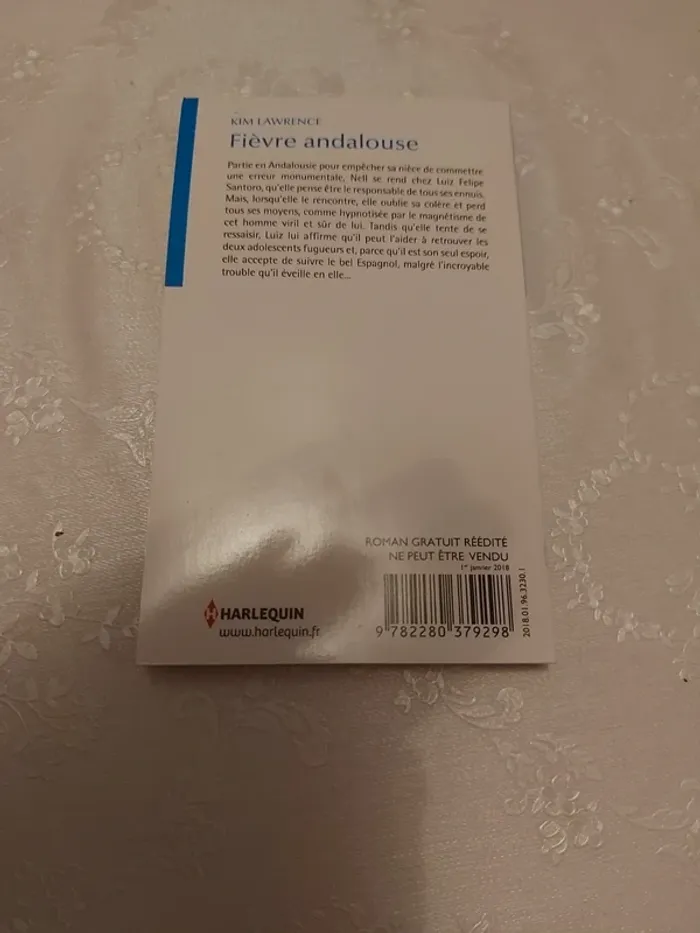 KIM LAWRENCE
Fièvre andalouse
Partie en Andalousie pour empêcher sa nièce de commettre
une erreur monumentale, Nell se rend chez Luiz Felipe
Santoro, qu'elle pense être le responsable de tous ses ennuis.
Mais, lorsqu'elle le rencontre, elle oublie sa colère et perd
tous ses moyens, comme hypnotisée par le magnétisme de
cet homme viril et sûr de lui. Tandis qu'elle tente de se
ressaisir, Luiz lui affirme qu'il peut l'aider à retrouver les
deux adolescents fugueurs et, parce qu'il est son seul espoir,
elle accepte de suivre le bel Espagnol, malgré l'incroyable
trouble qu'il éveille en elle...
ROMAN GRATUIT RÉÉDITÉ
NE PEUT ÊTRE VENDU
1er janvier 2018
HARLEQUIN
www.harlequin.fr
9 782280 379298
2018.01.96.3230.1